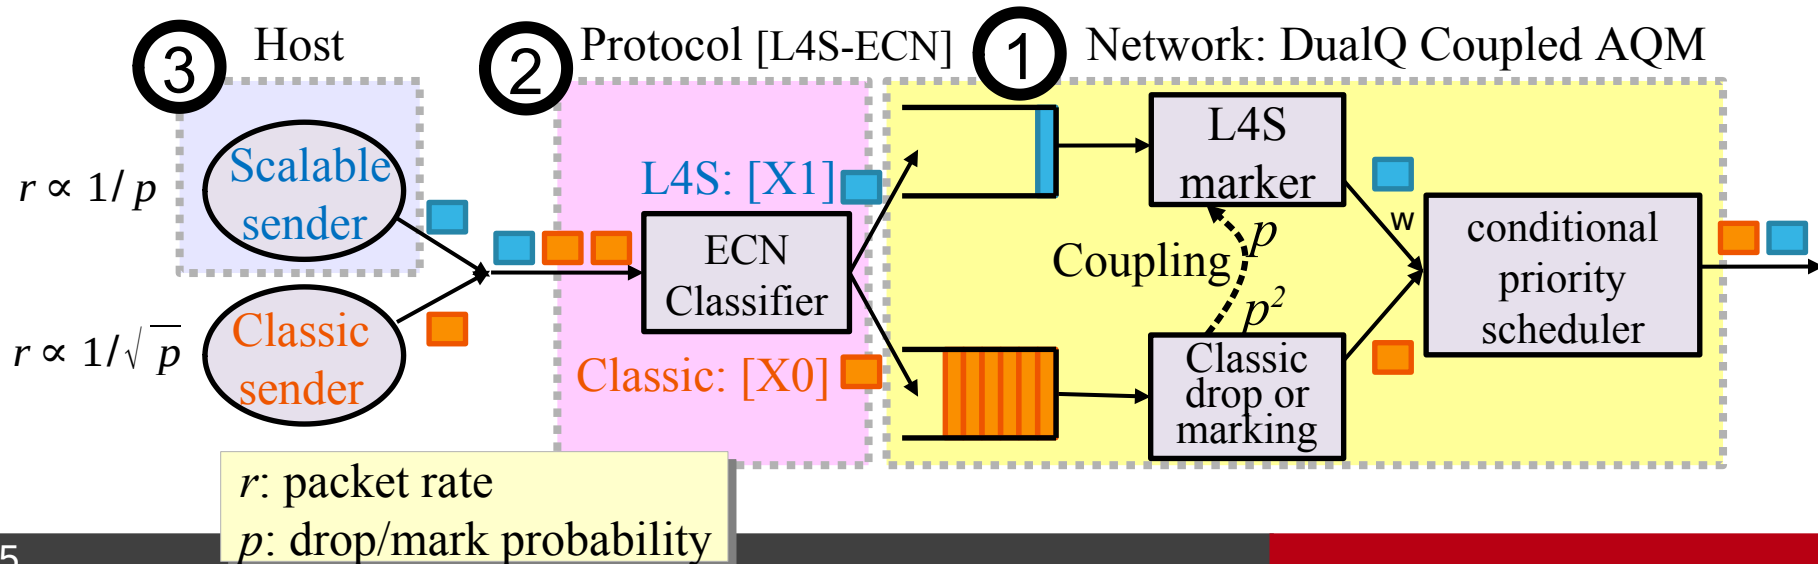 3
Host
2
Protocol [L4S-ECN]
1
Network: DualQ Coupled AQM
r ∝ 1/ p
Scalable
sender
r ∝ 1/√p
Classic
sender
L4S: [X1]
ECN
Classifier
Classic: [X0]
L4S
marker
Coupling
p
p²
Classic
drop or
marking
w
conditional
priority
scheduler
r: packet rate
p: drop/mark probability
5